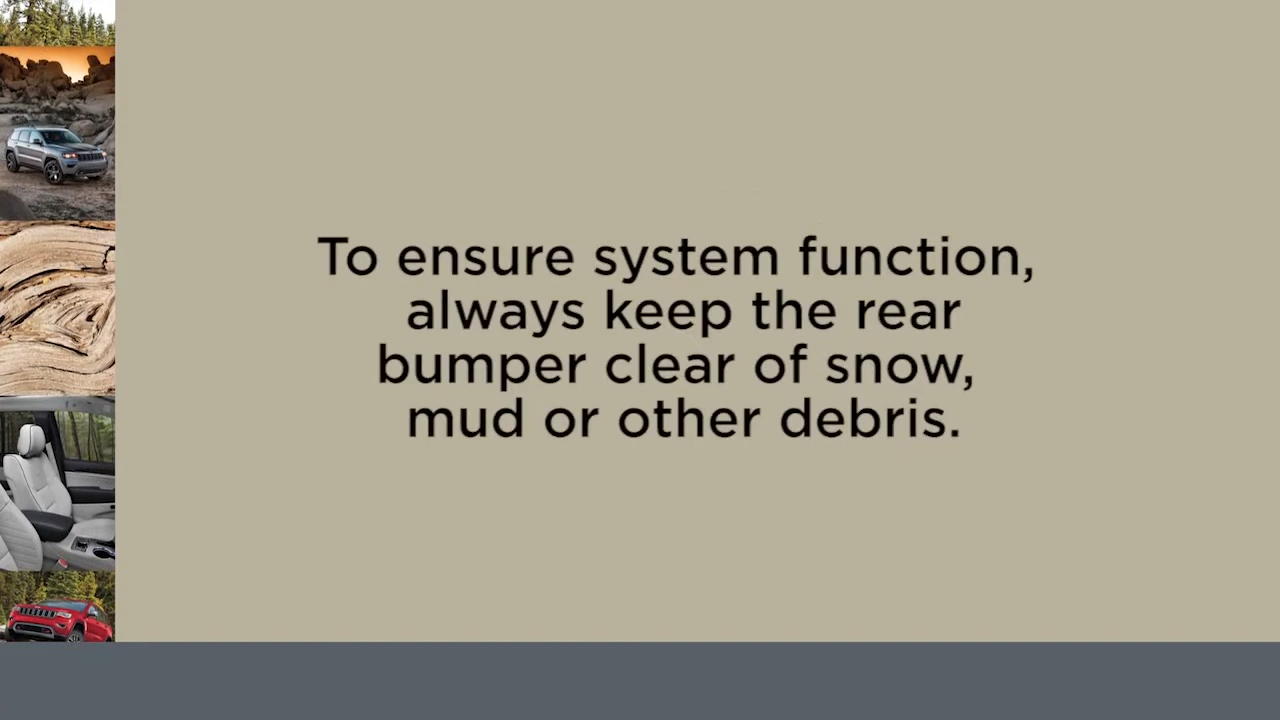 To ensure system function,
always keep the rear
bumper clear of snow,
mud or other debris.